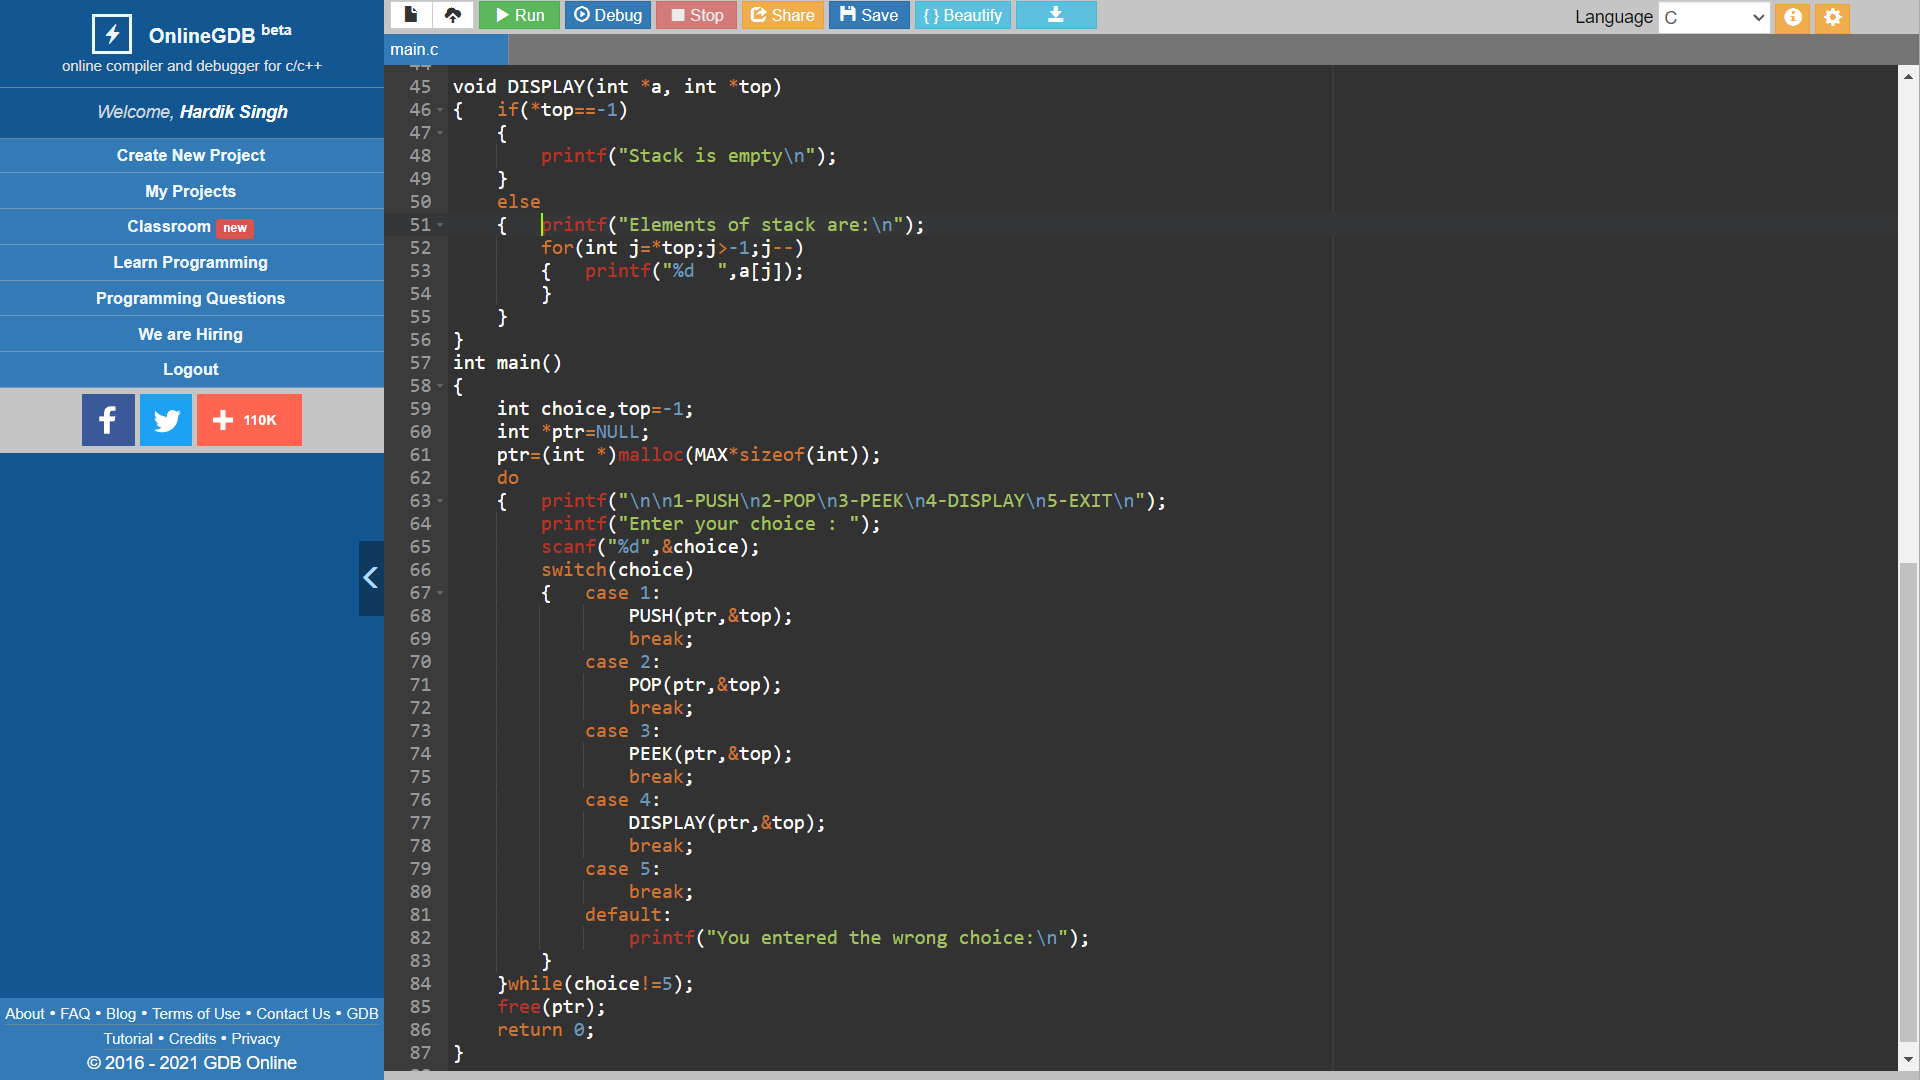 OnlineGDB beta
online compiler and debugger for c/c++
Welcome, Hardik Singh
Create New Project
My Projects
Classroom new
Learn Programming
Programming Questions
We are Hiring
Logout
110K
About • FAQ • Blog • Terms of Use • Contact Us • GDB
Tutorial • Credits • Privacy
© 2016 - 2021 GDB Online
Run Debug Stop Share Save { } Beautify
Language C
main.c
44
45 void DISPLAY(int *a, int *top)
46 {   if(*top==-1)
47     {
48         printf("Stack is empty\n");
49     }
50     else
51     {   printf("Elements of stack are:\n");
52         for(int j=*top;j>-1;j--)
53         {   printf("%d  ",a[j]);
54         }
55     }
56 }
57 int main()
58 {
59     int choice,top=-1;
60     int *ptr=NULL;
61     ptr=(int *)malloc(MAX*sizeof(int));
62     do
63     {   printf("\n\n1-PUSH\n2-POP\n3-PEEK\n4-DISPLAY\n5-EXIT\n");
64         printf("Enter your choice : ");
65         scanf("%d",&choice);
66         switch(choice)
67         {   case 1:
68                 PUSH(ptr,&top);
69                 break;
70             case 2:
71                 POP(ptr,&top);
72                 break;
73             case 3:
74                 PEEK(ptr,&top);
75                 break;
76             case 4:
77                 DISPLAY(ptr,&top);
78                 break;
79             case 5:
80                 break;
81             default:
82                 printf("You entered the wrong choice:\n");
83         }
84     }while(choice!=5);
85     free(ptr);
86     return 0;
87 }